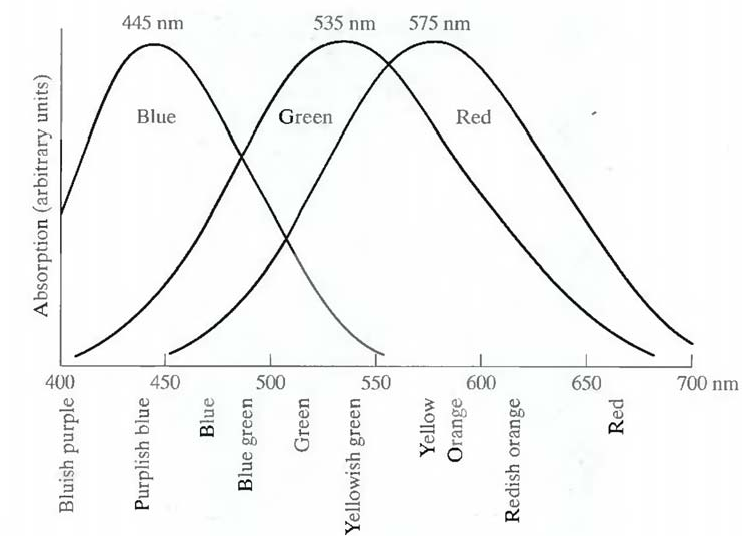 445 nm
535 nm
575 nm
Blue
Green
Red
Absorption (arbitrary units)
400
450
500
550
600
650
700 nm
Bluish purple
Purplish blue
Blue
Blue green
Green
Yellowish green
Yellow
Orange
Redish orange
Red